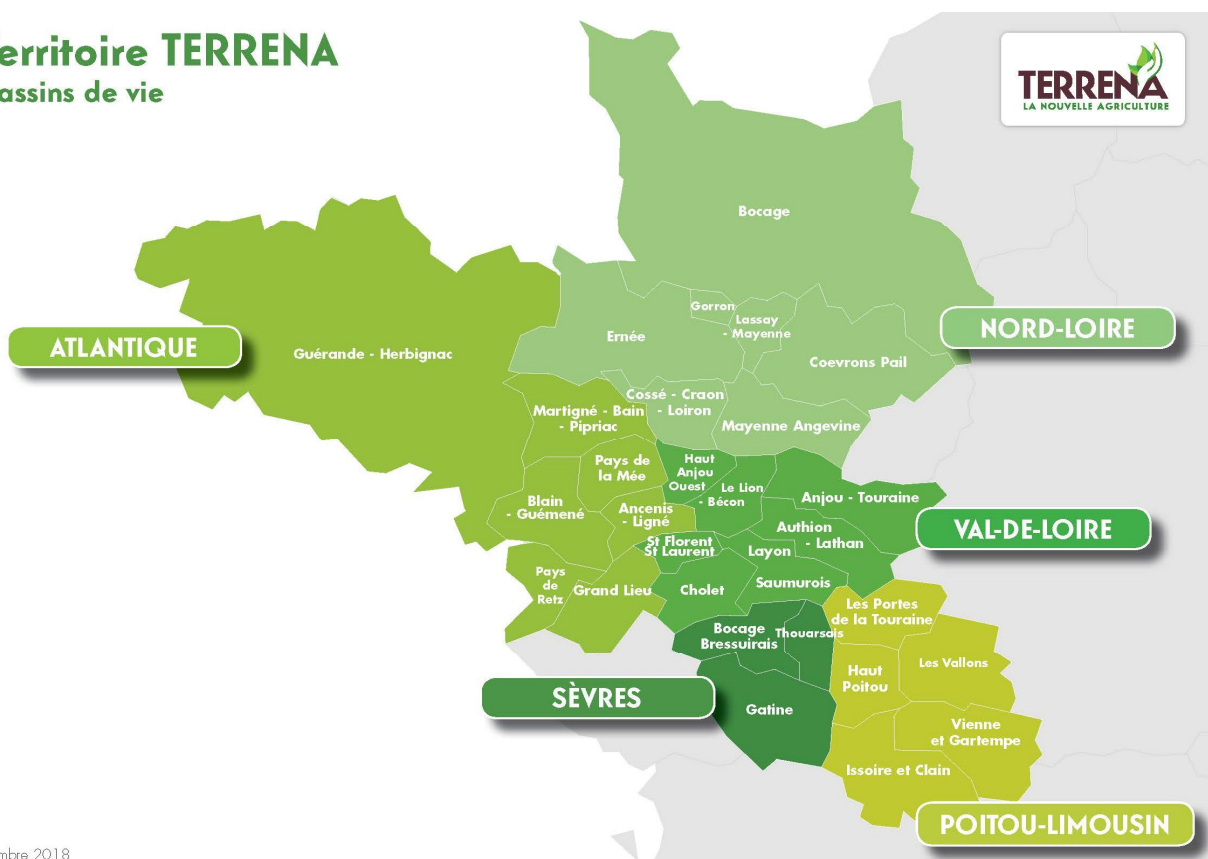 erritoire TERRENA
assins de vie
TERRENA
LA NOUVELLE AGRICULTURE
Bocage
NORD-LOIRE
ATLANTIQUE
Guérande - Herbignac
Gorron
Ernée
Lassay
- Mayenne
Coevrons Pail
Cossé - Craon
- Loiron
Martigné - Bain
- Pipriac
Mayenne Angevine
Pays de
la Mée
Haut
Anjou
Ouest
Le Lion
- Bécon
Anjou - Touraine
Blain
- Guémené
Ancenis
- Ligné
Authion
- Lathan
VAL-DE-LOIRE
St Florent
St Laurent
Layon
Pays
de
Retz
Grand Lieu
Cholet
Saumurois
Les Portes
de la Touraine
Bocage
Bressuirais
Thouarsais
Haut
Poitou
Les Vallons
SÈVRES
Gatine
Vienne
et Gartempe
Issoire et Clain
POITOU-LIMOUSIN
mbre 2018